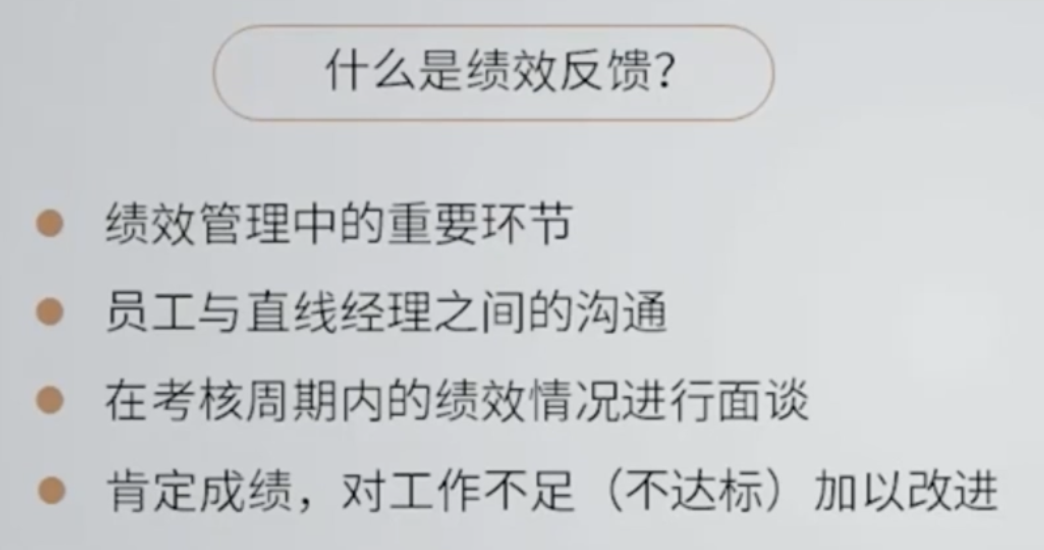 什么是绩效反馈？
绩效管理中的重要环节
员工与直线经理之间的沟通
在考核周期内的绩效情况进行面谈
肯定成绩，对工作不足（不达标）加以改进